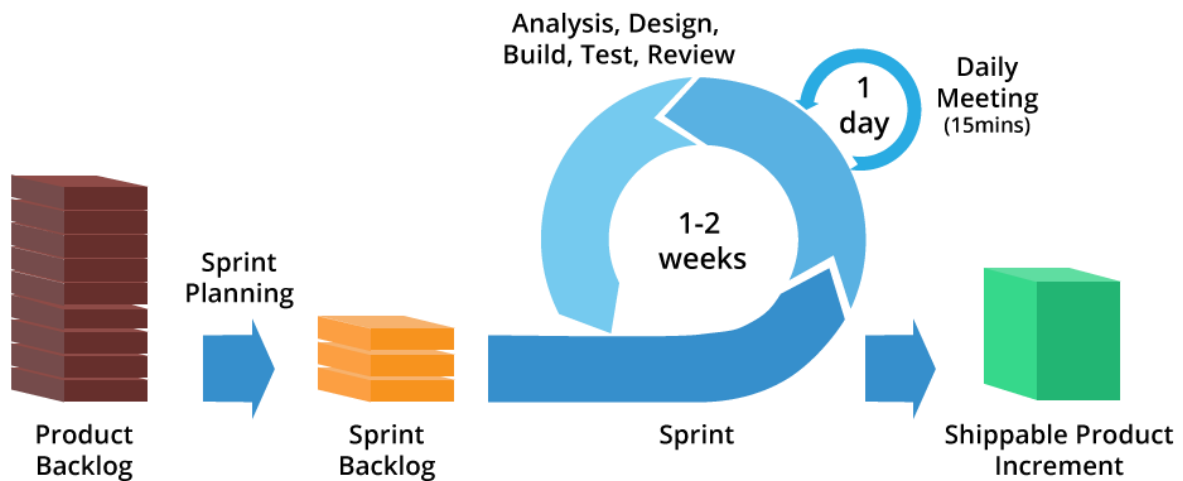 Analysis, Design,
Build, Test, Review
1
day
Daily
Meeting
(15mins)
1-2
weeks
Sprint
Planning
Product
Backlog
Sprint
Backlog
Sprint
Shippable Product
Increment